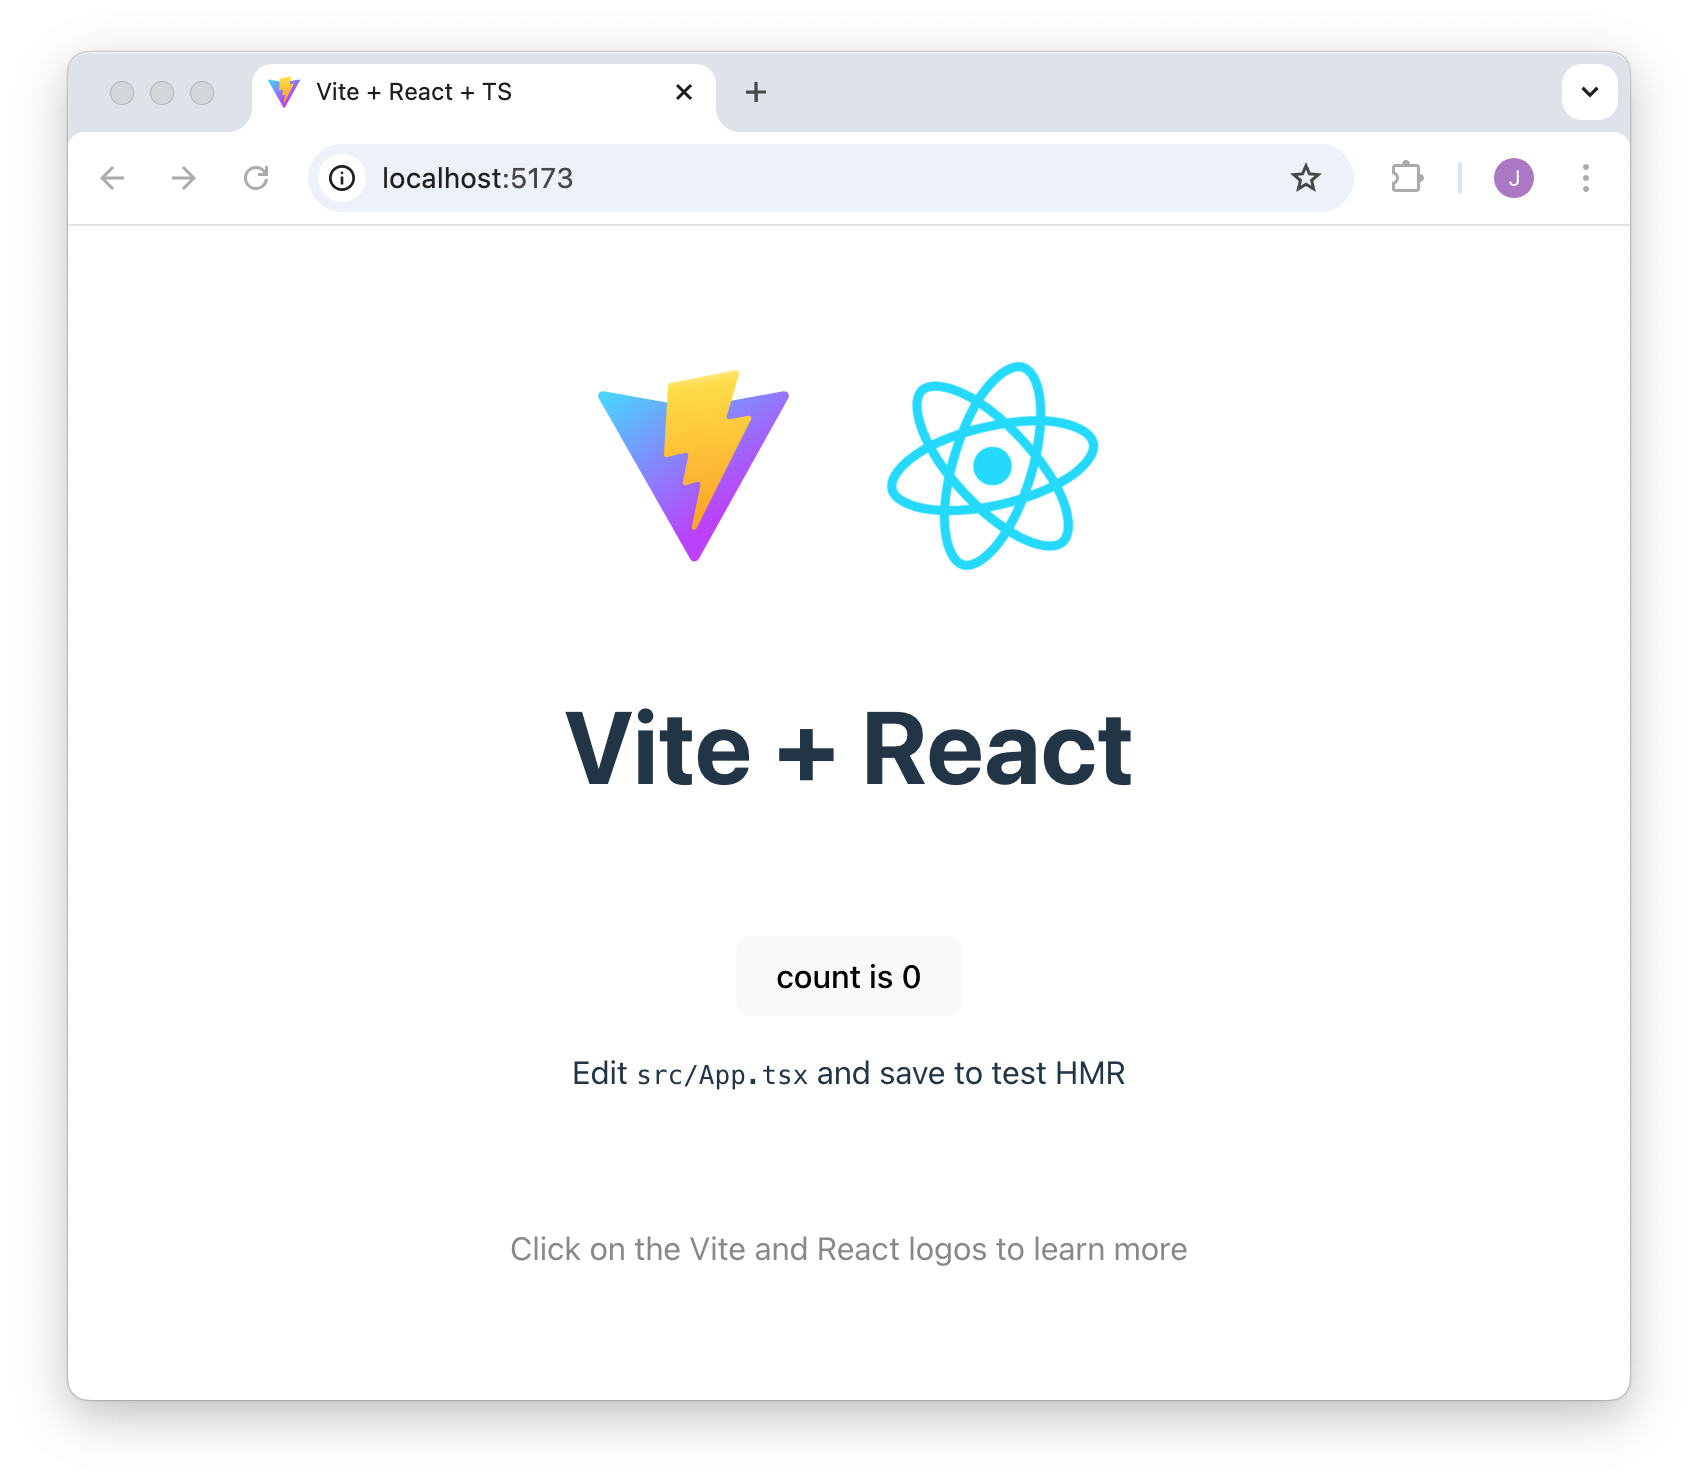 Vite + React + TS
localhost:5173
J
Vite + React
count is 0
Edit src/App.tsx and save to test HMR
Click on the Vite and React logos to learn more